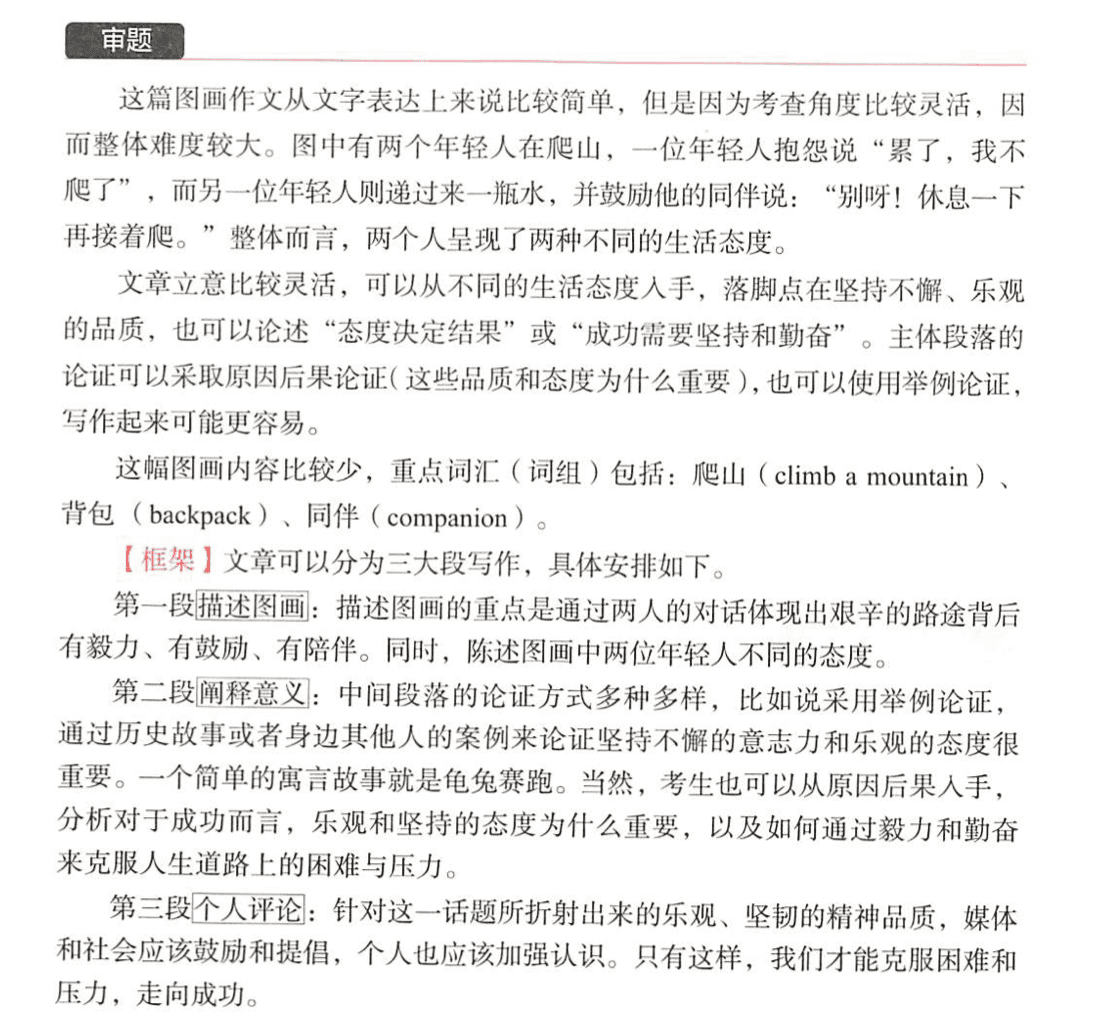 审题
这篇图画作文从文字表达上来说比较简单，但是因为考查角度比较灵活，因
而整体难度较大。图中有两个年轻人在爬山，一位年轻人抱怨说“累了，我不
爬了”，而另一位年轻人则递过来一瓶水，并鼓励他的同伴说：“别呀！休息一下
再接着爬。”整体而言，两个人呈现了两种不同的生活态度。
文章立意比较灵活，可以从不同的生活态度入手，落脚点在坚持不懈、乐观
的品质，也可以论述“态度决定结果”或“成功需要坚持和勤奋”。主体段落的
论证可以采取原因后果论证（这些品质和态度为什么重要），也可以使用举例论证，
写作起来可能更容易。
这幅图画内容比较少，重点词汇（词组）包括：爬山（climb a mountain）、
背包（backpack）、同伴（companion）。
【框架】文章可以分为三大段写作，具体安排如下。
第一段描述图画：描述图画的重点是通过两人的对话体现出艰辛的路途背后
有毅力、有鼓励、有陪伴。同时，陈述图画中两位年轻人不同的态度。
第二段阐释意义：中间段落的论证方式多种多样，比如说采用举例论证，
通过历史故事或者身边其他人的案例来论证坚持不懈的意志力和乐观的态度很
重要。一个简单的寓言故事就是龟兔赛跑。当然，考生也可以从原因后果入手，
分析对于成功而言，乐观和坚持的态度为什么重要，以及如何通过毅力和勤奋
来克服人生道路上的困难与压力。
第三段个人评论：针对这一话题所折射出来的乐观、坚韧的精神品质，媒体
和社会应该鼓励和提倡，个人也应该加强认识。只有这样，我们才能克服困难和
压力，走向成功。